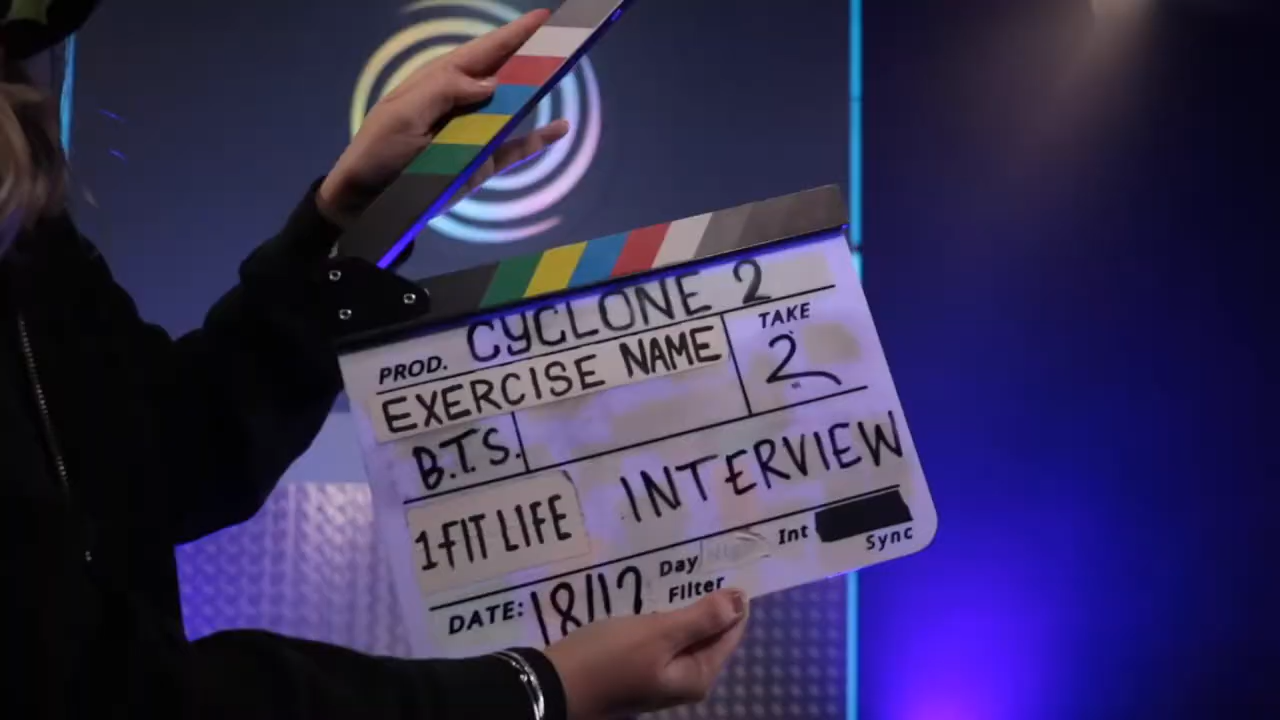 CYCLONE 2
PROD.
EXERCISE NAME
TAKE
2
B.T.S.
1FIT LIFE
INTERVIEW
DATE: 18/12
Day
Int
Filter
Sync